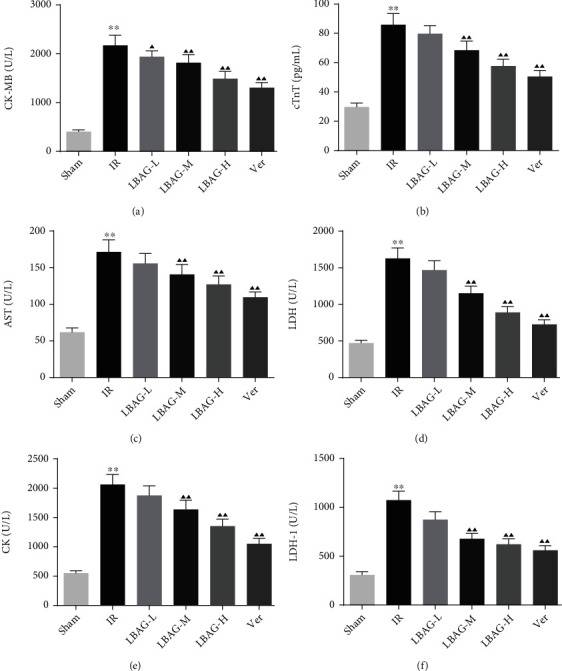 CK-MB (U/L)
3000
2000
1000
0
**
▲
▲▲
▲▲
▲▲
Sham
IR
LBAG-L
LBAG-M
LBAG-H
Ver
(a)
cTnT (pg/mL)
100
80
60
40
20
0
**
▲▲
▲▲
▲▲
Sham
IR
LBAG-L
LBAG-M
LBAG-H
Ver
(b)
AST (U/L)
200
150
100
50
0
**
▲▲
▲▲
▲▲
Sham
IR
LBAG-L
LBAG-M
LBAG-H
Ver
(c)
LDH (U/L)
2000
1500
1000
500
0
**
▲▲
▲▲
▲▲
Sham
IR
LBAG-L
LBAG-M
LBAG-H
Ver
(d)
CK (U/L)
2500
2000
1500
1000
500
0
**
▲▲
▲▲
▲▲
Sham
IR
LBAG-L
LBAG-M
LBAG-H
Ver
(e)
LDH-1 (U/L)
1500
1000
500
0
**
▲▲
▲▲
▲▲
Sham
IR
LBAG-L
LBAG-M
LBAG-H
Ver
(f)